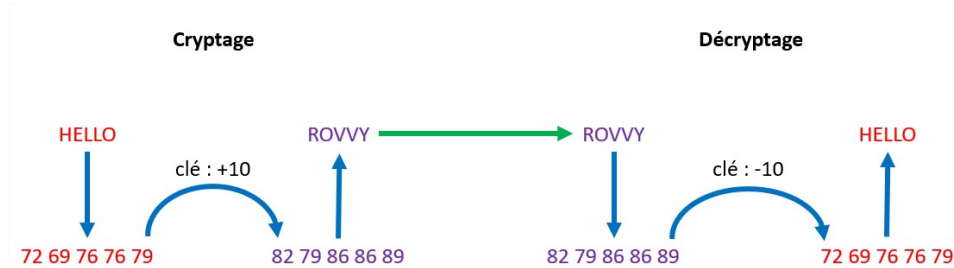 Cryptage Décryptage
HELLO ROVVY ROVVY HELLO
clé : +10 clé : -10
72 69 76 76 79 82 79 86 86 89 82 79 86 86 89 72 69 76 76 79